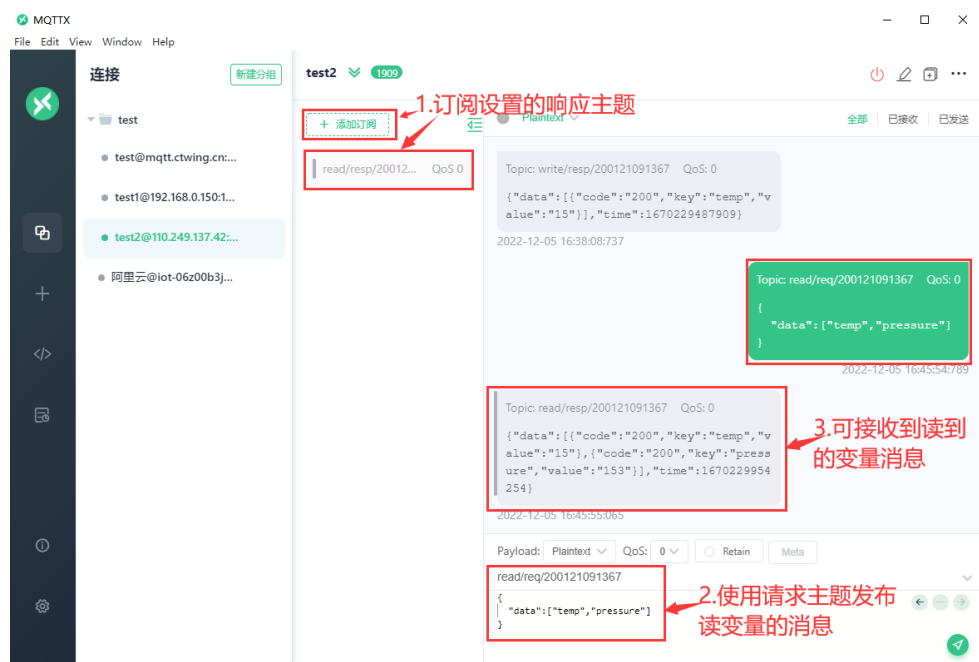 MQTTX
File Edit View Window Help
连接
新建分组
test
test@mqtt.ctwing.cn:...
test1@192.168.0.150:1...
test2@110.249.137.42:...
阿里云@iot-06z00b3j...
test2
1909
1.订阅设置的响应主题
添加订阅
Plaintext
全部
已接收
已发送
read/resp/20012... QoS 0
Topic: write/resp/200121091367 QoS: 0
{"data":[{"code":"200","key":"temp","v
alue":"15"}],"time":1670229487909}
2022-12-05 16:38:08:737
Topic: read/req/200121091367 QoS: 0
{
"data":["temp","pressure"]
}
2022-12-05 16:45:54:789
Topic: read/resp/200121091367 QoS: 0
{"data":[{"code":"200","key":"temp","v
alue":"15"},{"code":"200","key":"press
ure","value":"153"}],"time":1670229954
254}
2022-12-05 16:45:55:065
3.可接收到读到
的变量消息
Payload: Plaintext QoS: 0 Retain Meta
read/req/200121091367
{
"data":["temp","pressure"]
}
2.使用请求主题发布
读变量的消息